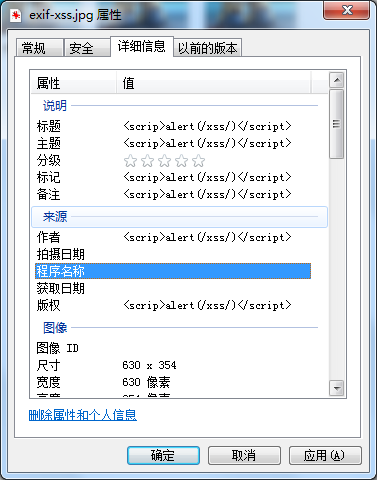 exif-xss.jpg 属性
常规 安全 详细信息 以前的版本
属性 值
说明
标题 <scrip>alert(/xss/)</script>
主题 <scrip>alert(/xss/)</script>
分级
标记 <scrip>alert(/xss/)</script>
备注 <scrip>alert(/xss/)</script>
来源
作者 <scrip>alert(/xss/)</script>
拍摄日期
程序名称
获取日期
版权 <scrip>alert(/xss/)</script>
图像
图像 ID
尺寸 630 x 354
宽度 630 像素
高度 354 像素
删除属性和个人信息
确定 取消 应用(A)